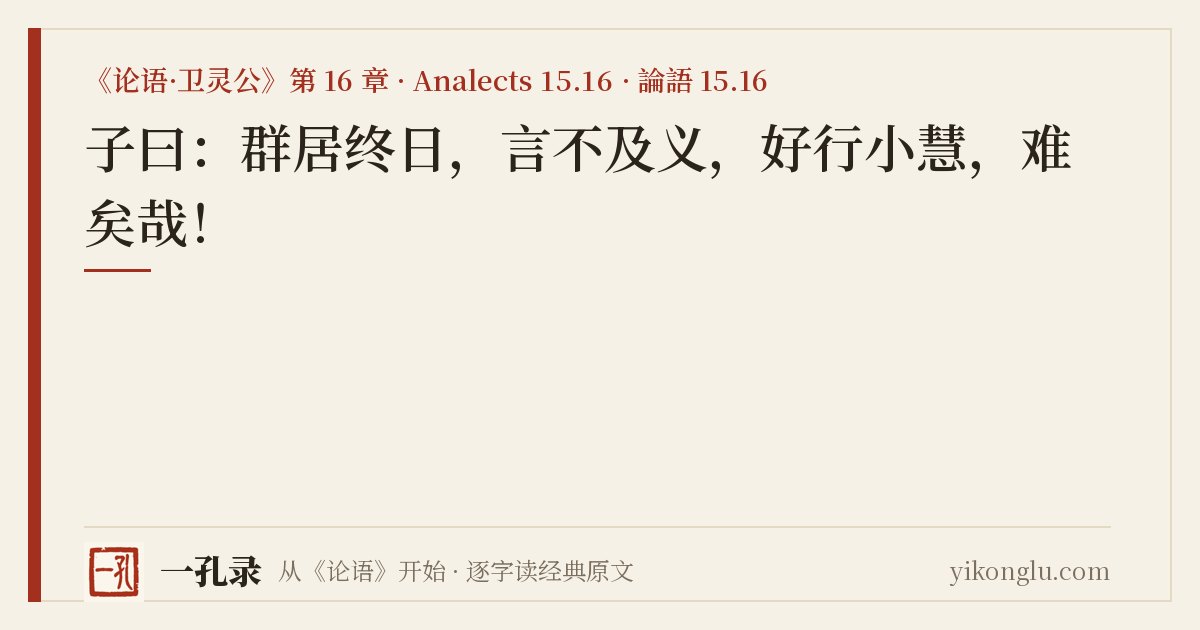 《论语·卫灵公》第 16 章 · Analects 15.16 · 論語 15.16
子曰：群居终日，言不及义，好行小慧，难
矣哉！
一孔
一孔录 从《论语》开始 · 逐字读经典原文 yikonglu.com